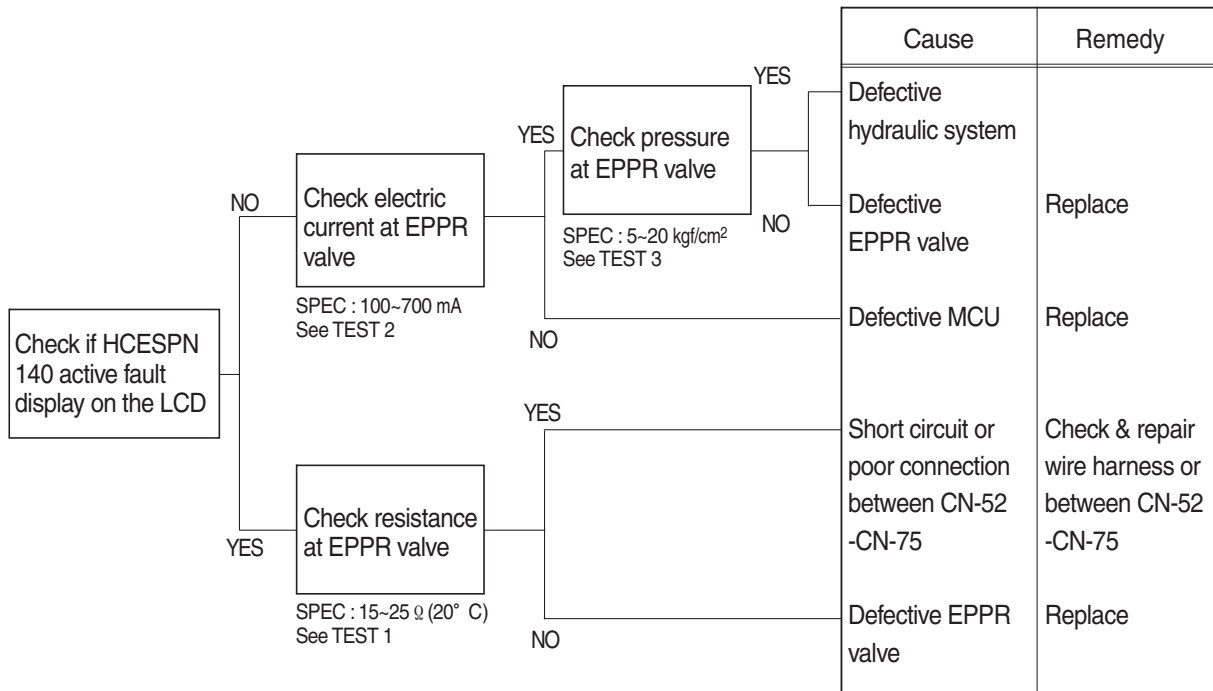 Cause
Remedy
YES
Defective
hydraulic system
YES
Check pressure
at EPPR valve
NO
Check electric
current at EPPR
valve
Defective
EPPR valve
Replace
SPEC : 5~20 kgf/cm²
See TEST 3
NO
SPEC : 100~700 mA
See TEST 2
NO
Defective MCU
Replace
Check if HCESPN
140 active fault
display on the LCD
YES
Short circuit or
poor connection
between CN-52
-CN-75
Check & repair
wire harness or
between CN-52
-CN-75
YES
Check resistance
at EPPR valve
SPEC : 15~25 Ω (20° C)
See TEST 1
NO
Defective EPPR
valve
Replace